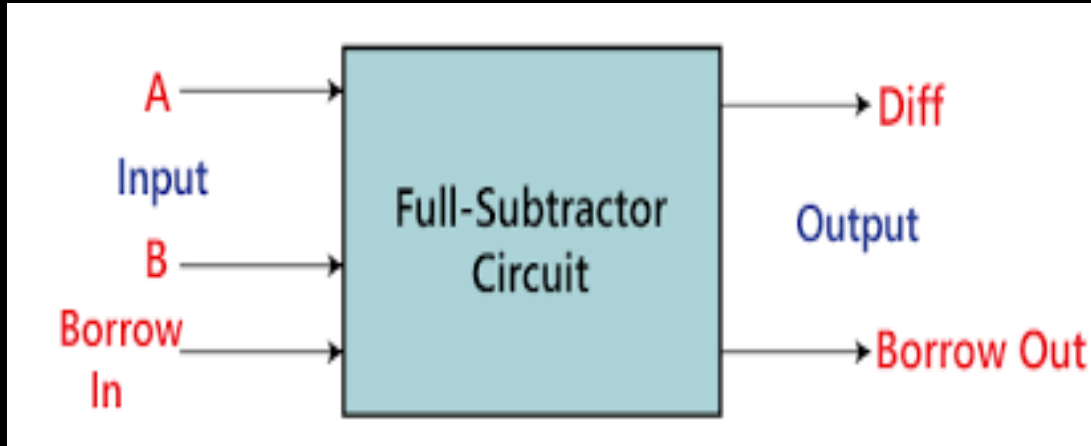 A
Input
B
Borrow
In
Full-Subtractor
Circuit
Diff
Output
Borrow Out